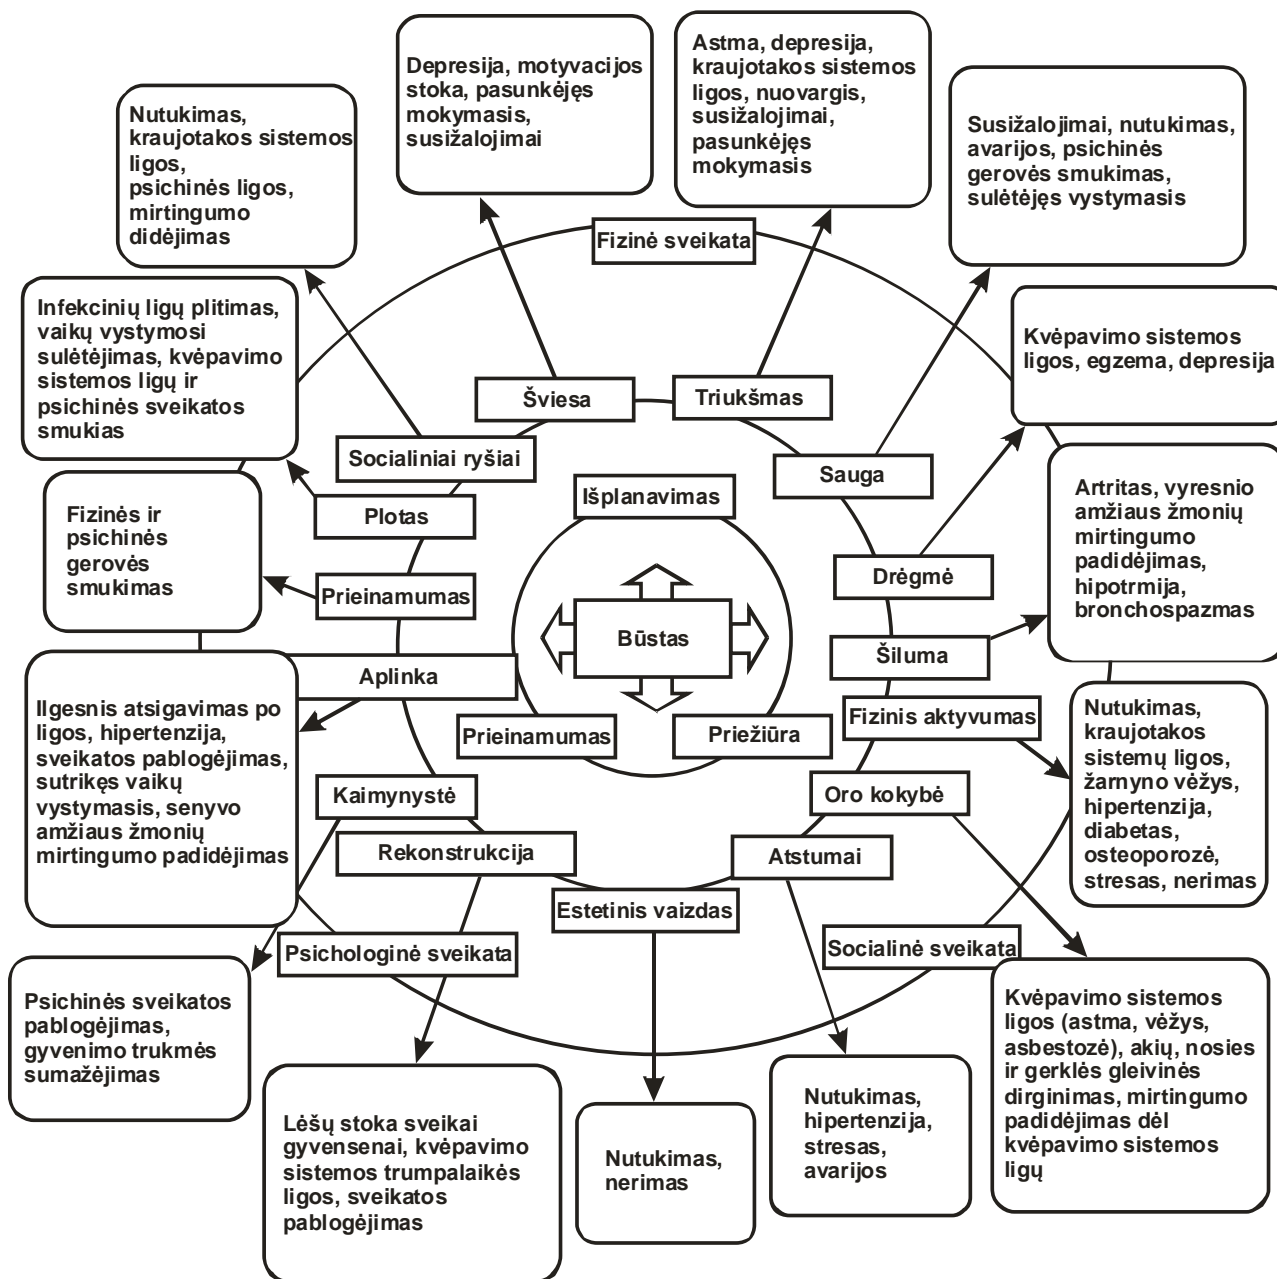 Astma, depresija,
kraujotakos sistemos
ligos, nuovargis,
susižalojimai,
pasunkėjęs
mokymasis
Depresija, motyvacijos
stoka, pasunkėjęs
mokymasis,
susižalojimai
Nutukimas,
kraujotakos sistemos
ligos,
psichinės ligos,
mirtingumo
didėjimas
Susižalojimai, nutukimas,
avarijos, psichinės
gerovės smukimas,
sulėtėjęs vystymasis
Fizinė sveikata
Infekcinių ligų plitimas,
vaikų vystymosi
sulėtėjimas, kvėpavimo
sistemos ligų ir
psichinės sveikatos
smukias
Kvėpavimo sistemos
ligos, egzema, depresija
Šviesa
Triukšmas
Socialiniai ryšiai
Sauga
Išplanavimas
Plotas
Fizinės ir
psichinės
gerovės
smukimas
Artritas, vyresnio
amžiaus žmonių
mirtingumo
padidėjimas,
hipotrmija,
bronchospazmas
Drėgmė
Prieinamumas
Būstas
Šiluma
Aplinka
Fizinis aktyvumas
Prieinamumas
Priežiūra
Ilgesnis atsigavimas po
ligos, hipertenzija,
sveikatos pablogėjimas,
sutrikęs vaikų
vystymasis, senyvo
amžiaus žmonių
mirtingumo padidėjimas
Nutukimas,
kraujotakos
sistemų ligos,
žarnyno vėžys,
hipertenzija,
diabetas,
osteoporozė,
stresas, nerimas
Kaimynystė
Oro kokybė
Rekonstrukcija
Atstumai
Estetinis vaizdas
Psichologinė sveikata
Socialinė sveikata
Psichinės sveikatos
pablogėjimas,
gyvenimo trukmės
sumažėjimas
Kvėpavimo sistemos
ligos (astma, vėžys,
asbestozė), akių, nosies
ir gerklės gleivinės
dirginimas, mirtingumo
padidėjimas dėl
kvėpavimo sistemos
ligų
Lėšų stoka sveikai
gyvensenai, kvėpavimo
sistemos trumpalaikės
ligos, sveikatos
pablogėjimas
Nutukimas,
nerimas
Nutukimas,
hipertenzija,
stresas,
avarijos